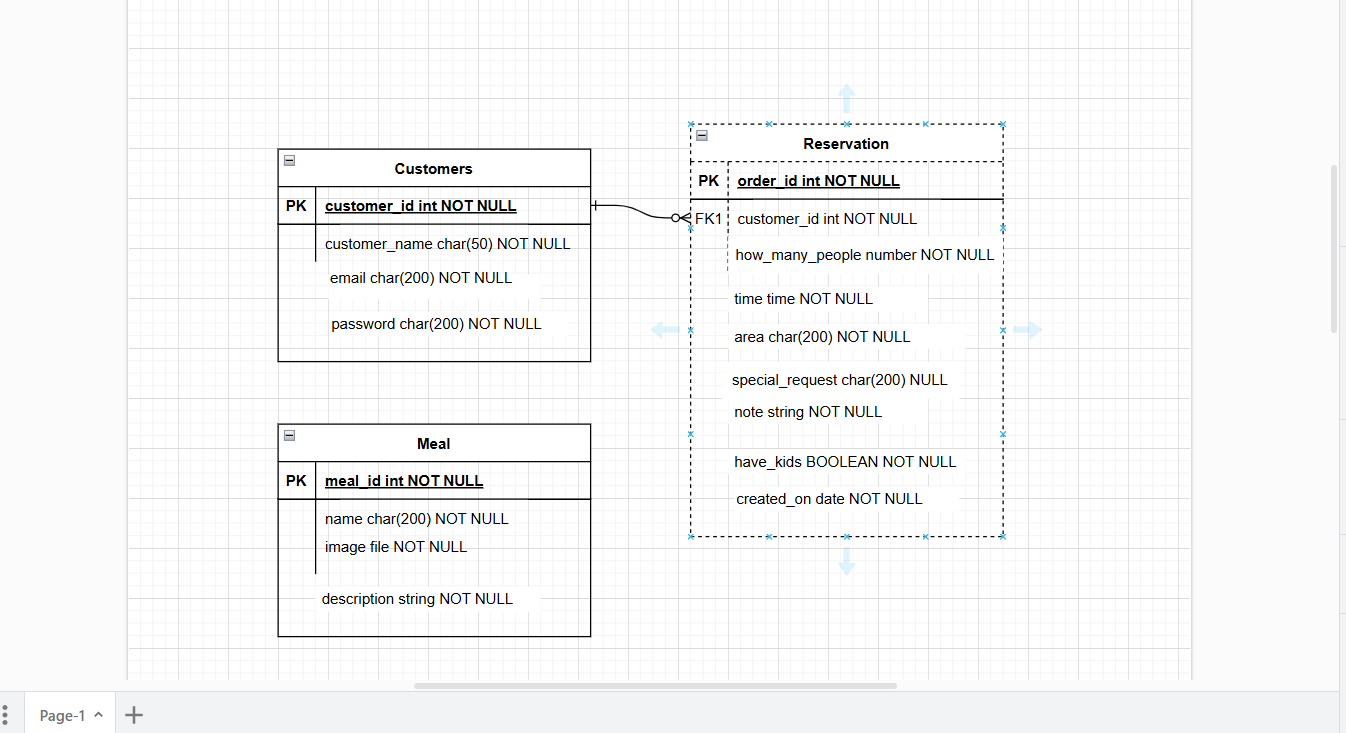 Customers
PK customer_id int NOT NULL
customer_name char(50) NOT NULL
email char(200) NOT NULL
password char(200) NOT NULL
Reservation
PK order_id int NOT NULL
FK1 customer_id int NOT NULL
how_many_people number NOT NULL
time time NOT NULL
area char(200) NOT NULL
special_request char(200) NULL
note string NOT NULL
have_kids BOOLEAN NOT NULL
created_on date NOT NULL
Meal
PK meal_id int NOT NULL
name char(200) NOT NULL
image file NOT NULL
description string NOT NULL
Page-1